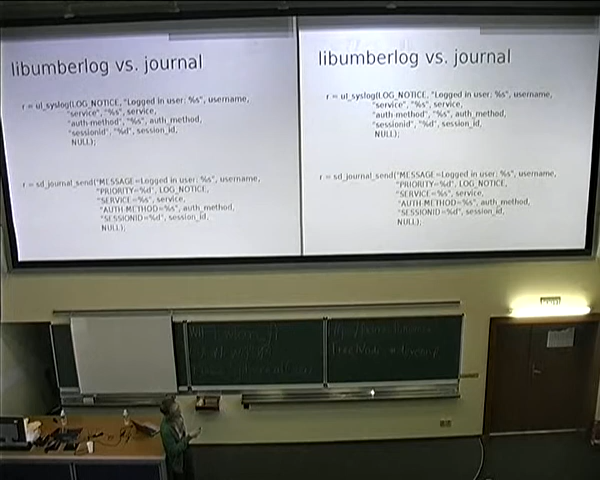 libumberlog vs. journal
r = ul_syslog(LOG_NOTICE, "Logged in user: %s", username,
"service", "%s", service,
"auth-method", "%s", auth_method,
"sessionid", "%d", session_id,
NULL);
r = sd_journal_send("MESSAGE=Logged in user: %s", username,
"PRIORITY=%d", LOG_NOTICE,
"SERVICE=%s", service,
"AUTH-METHOD=%s", auth_method,
"SESSIONID=%d", session_id,
NULL);
libumberlog vs. journal
r = ul_syslog(LOG_NOTICE, "Logged in user: %s", username,
"service", "%s", service,
"auth-method", "%s", auth_method,
"sessionid", "%d", session_id,
NULL);
r = sd_journal_send("MESSAGE=Logged in user: %s", username,
"PRIORITY=%d", LOG_NOTICE,
"SERVICE=%s", service,
"AUTH-METHOD=%s", auth_method,
"SESSIONID=%d", session_id,
NULL);